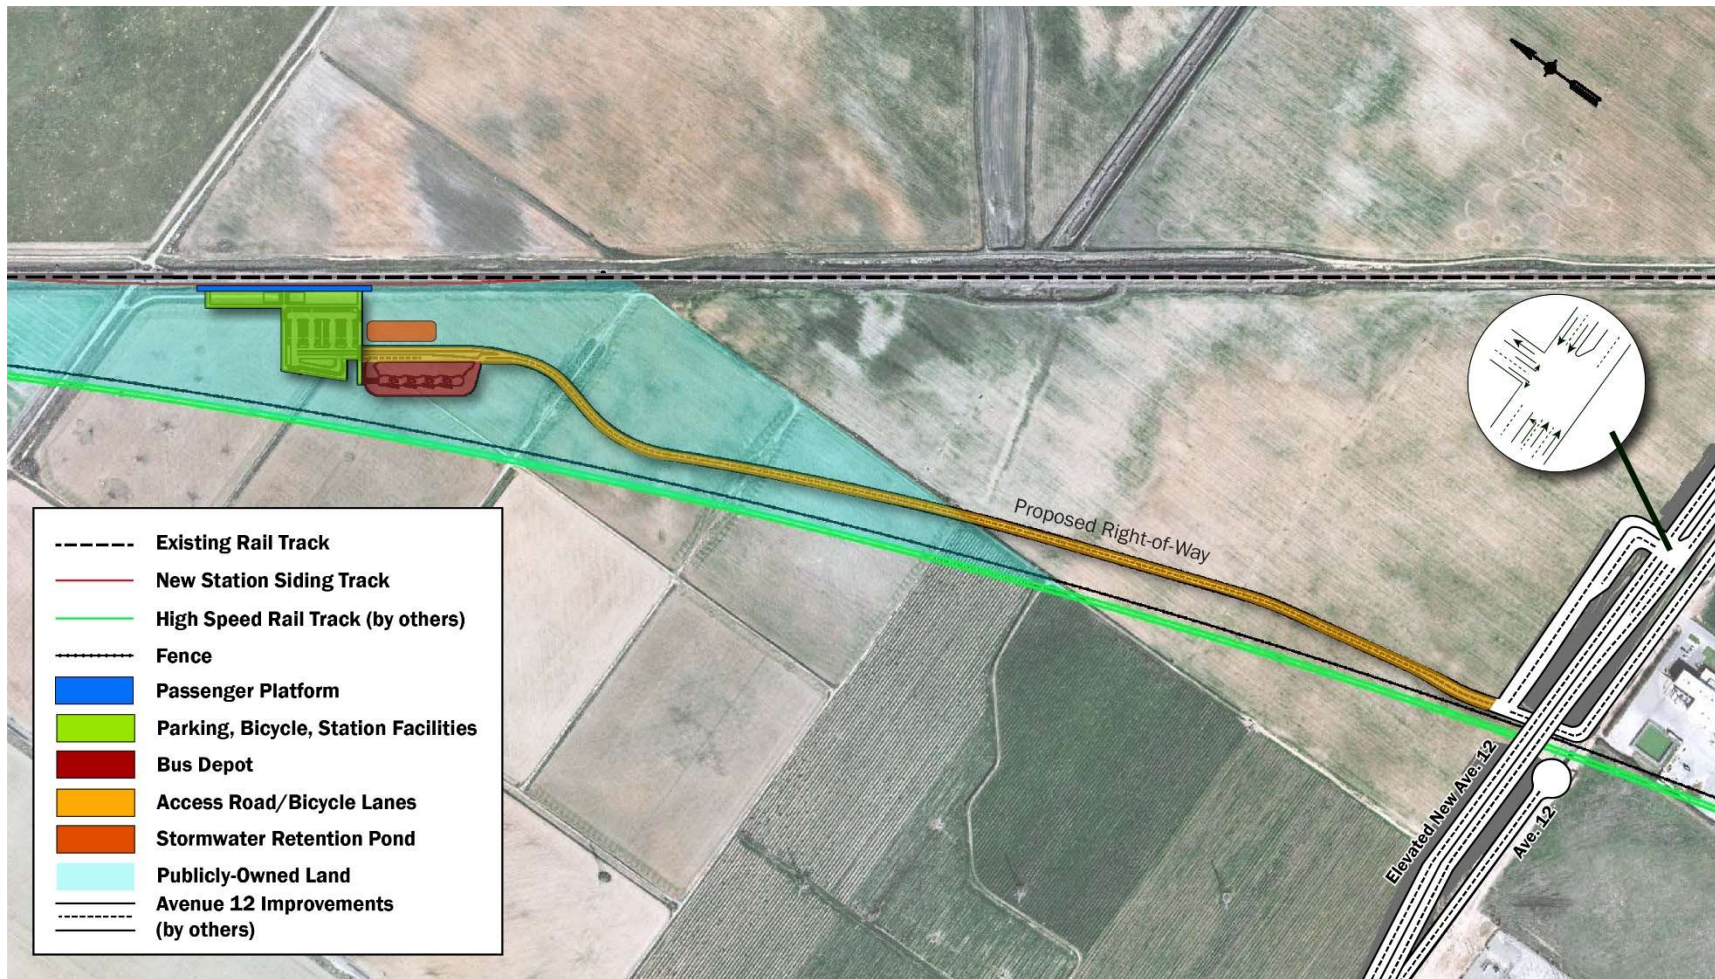 Proposed Right-of-Way
Existing Rail Track
New Station Siding Track
High Speed Rail Track (by others)
Fence
Passenger Platform
Parking, Bicycle, Station Facilities
Bus Depot
Access Road/Bicycle Lanes
Stormwater Retention Pond
Publicly-Owned Land
Avenue 12 Improvements
(by others)
Elevated New Ave. 12
Ave. 12